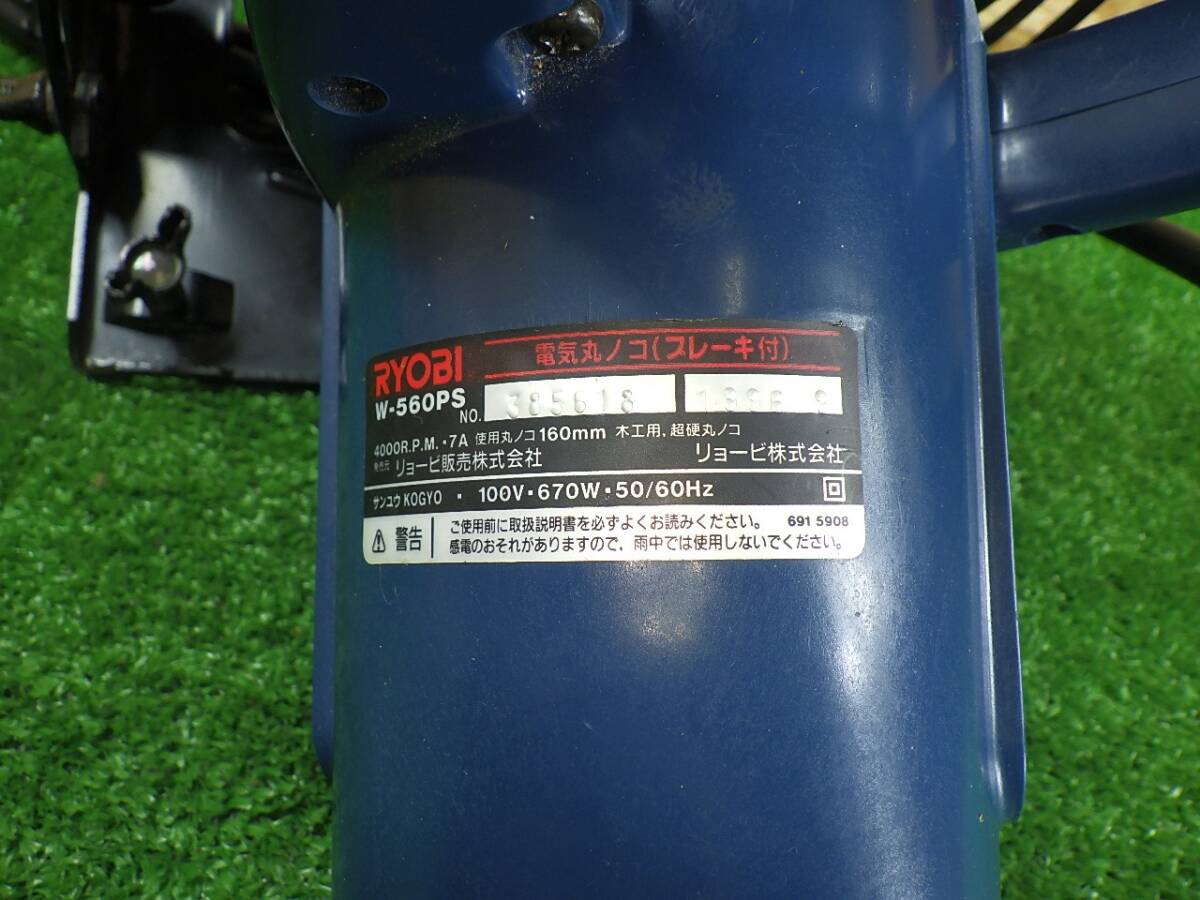 RYOBI 電気丸ノコ(ブレーキ付)
W-560PS NO. 385618
4000R.P.M.・7A 使用丸ノコ160mm 木工用，超硬丸ノコ
発売元 リョービ販売株式会社 リョービ株式会社
サンユウ KOGYO ・ 100V・670W・50/60Hz
⚠ 警告 ご使用前に取扱説明書を必ずよくお読みください。 691 5908
感電のおそれがありますので，雨中では使用しないでください。